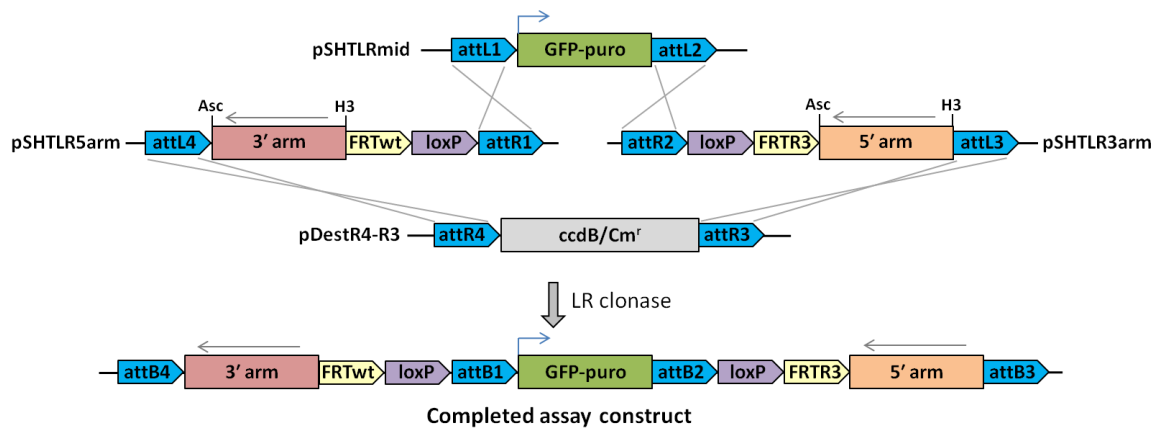 pSHTLRmid attL1 GFP-puro attL2
Asc H3 Asc H3
pSHTLR5arm attL4 3′ arm FRTwt loxP attR1 attR2 loxP FRTR3 5′ arm attL3 pSHTLR3arm
pDestR4-R3 attR4 ccdB/Cmʳ attR3
LR clonase
attB4 3′ arm FRTwt loxP attB1 GFP-puro attB2 loxP FRTR3 5′ arm attB3
Completed assay construct